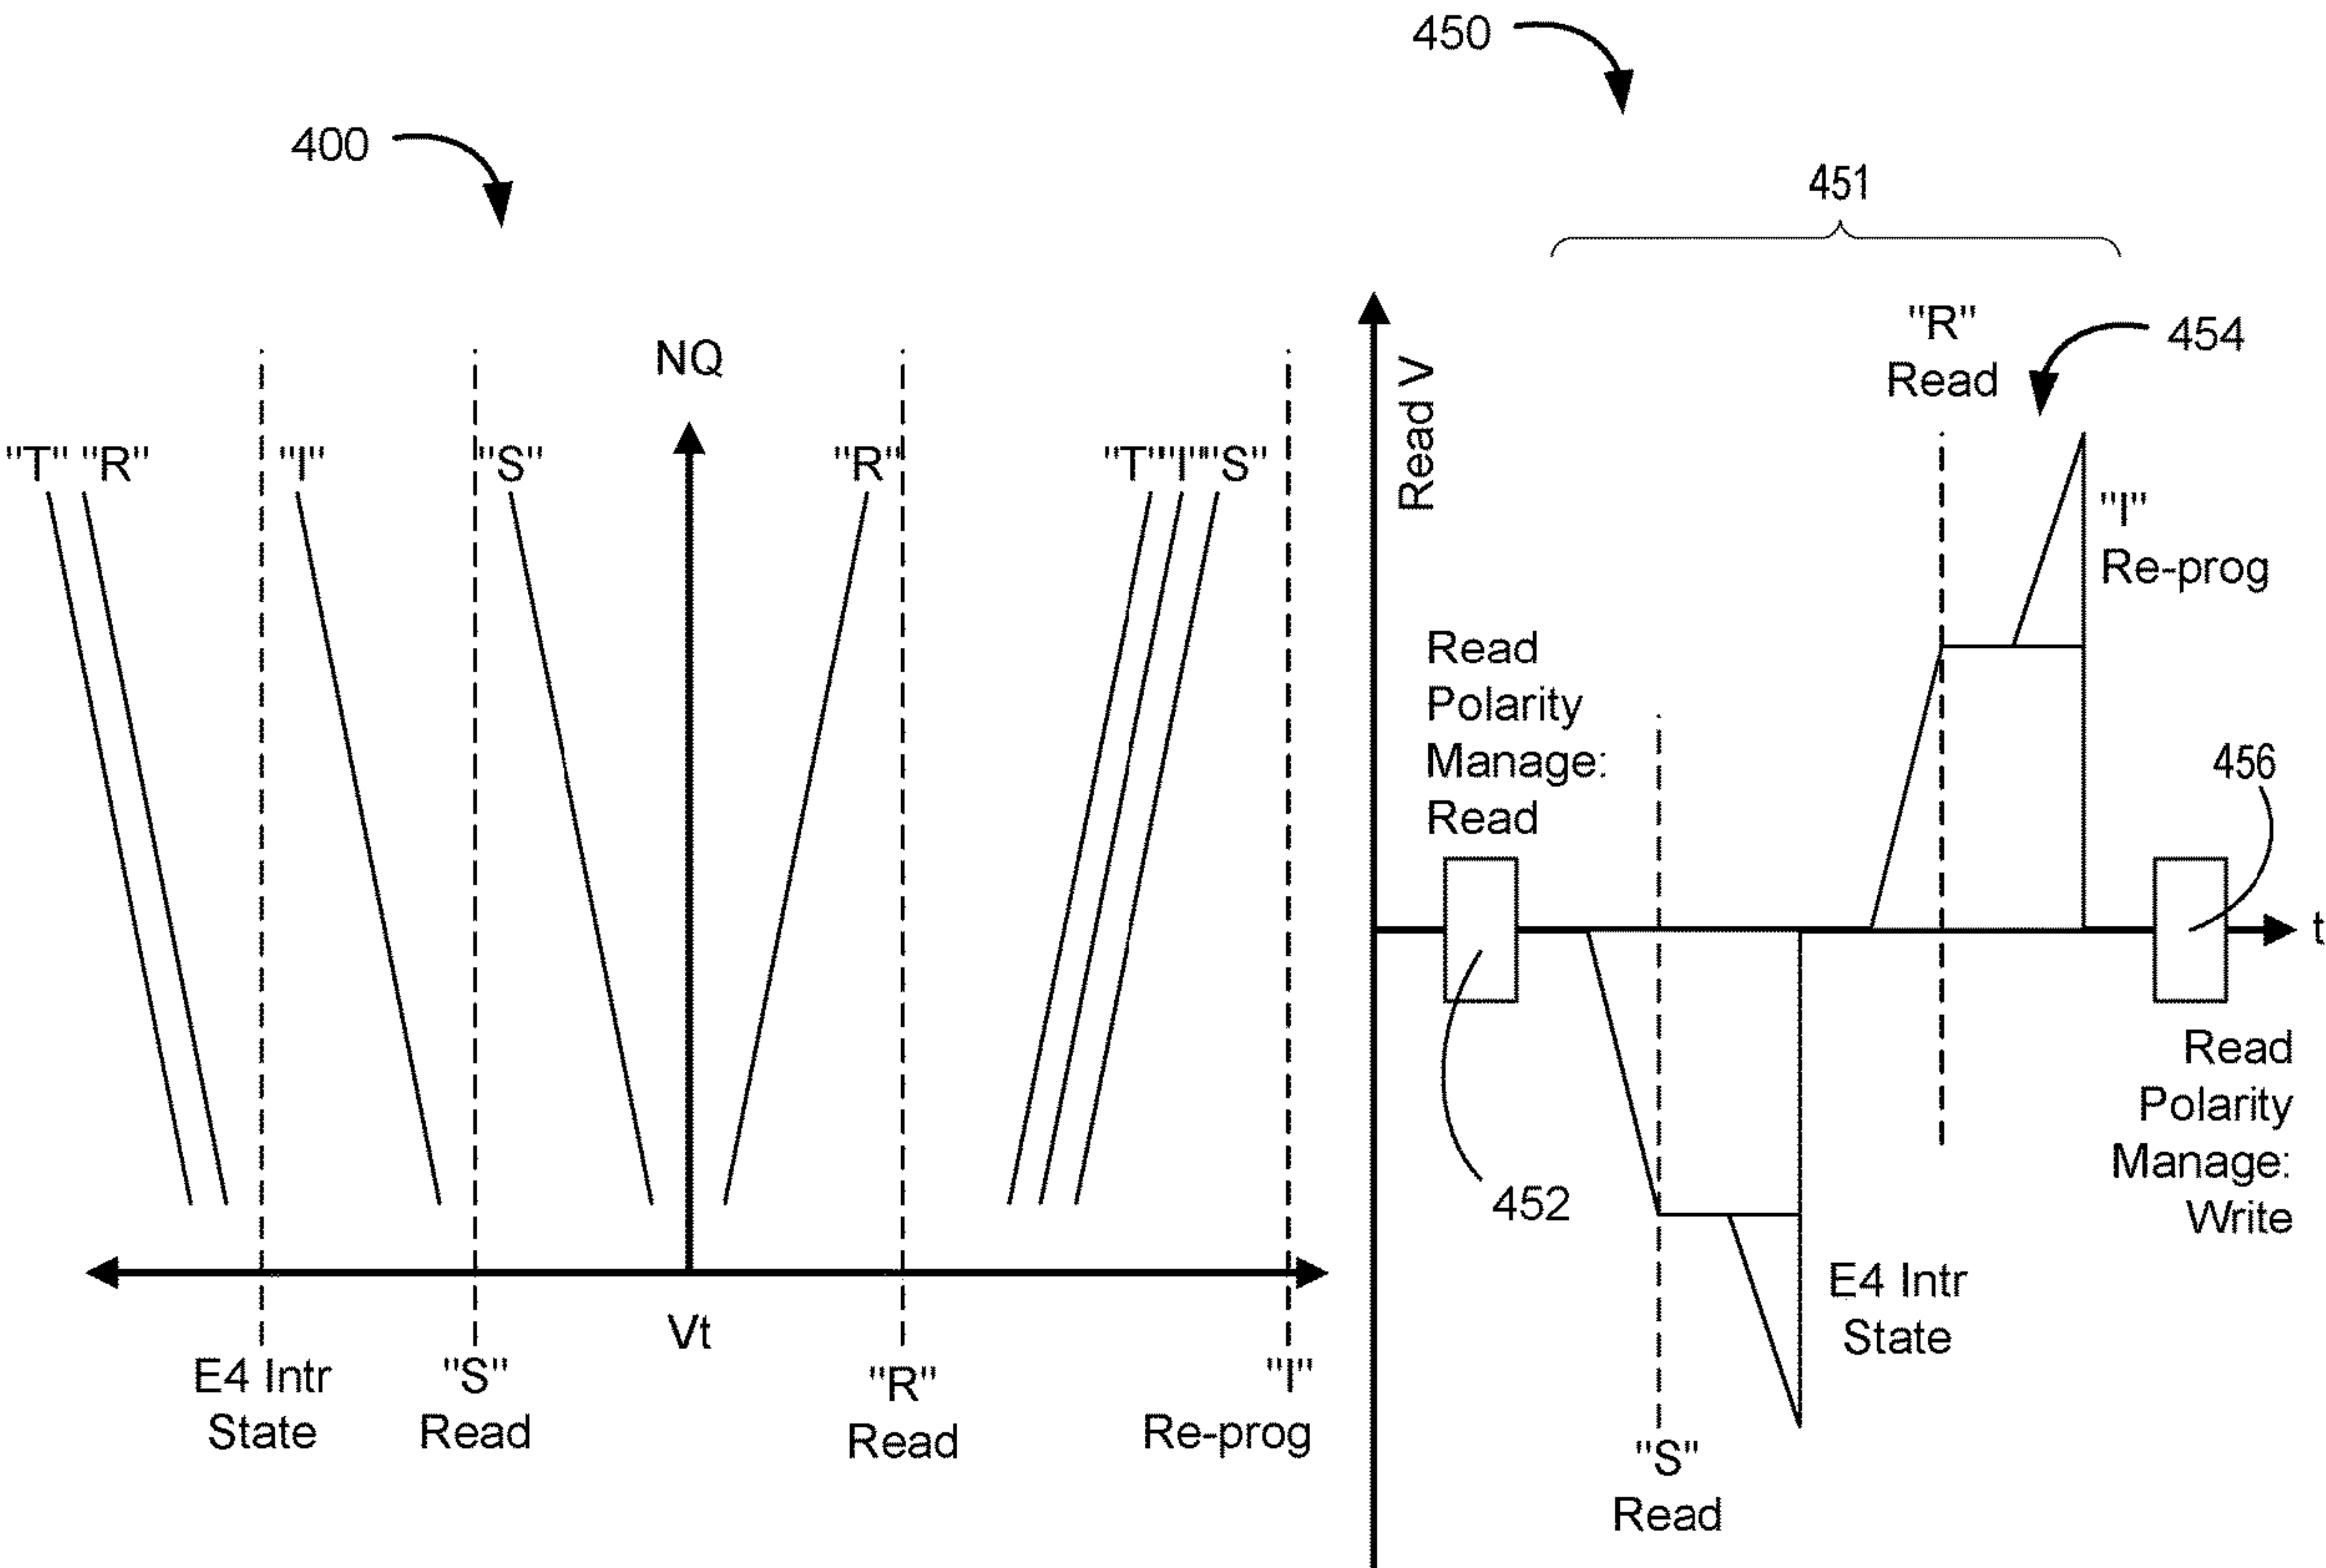 400
NQ
"T" "R"
"I"
"S"
"R"
"T" "I" "S"
Vt
E4 Intr
State
"S"
Read
"R"
Read
"I"
Re-prog
450
451
Read V
"R"
Read
454
"I"
Re-prog
Read
Polarity
Manage:
Read
456
t
452
Read
Polarity
Manage:
Write
E4 Intr
State
"S"
Read